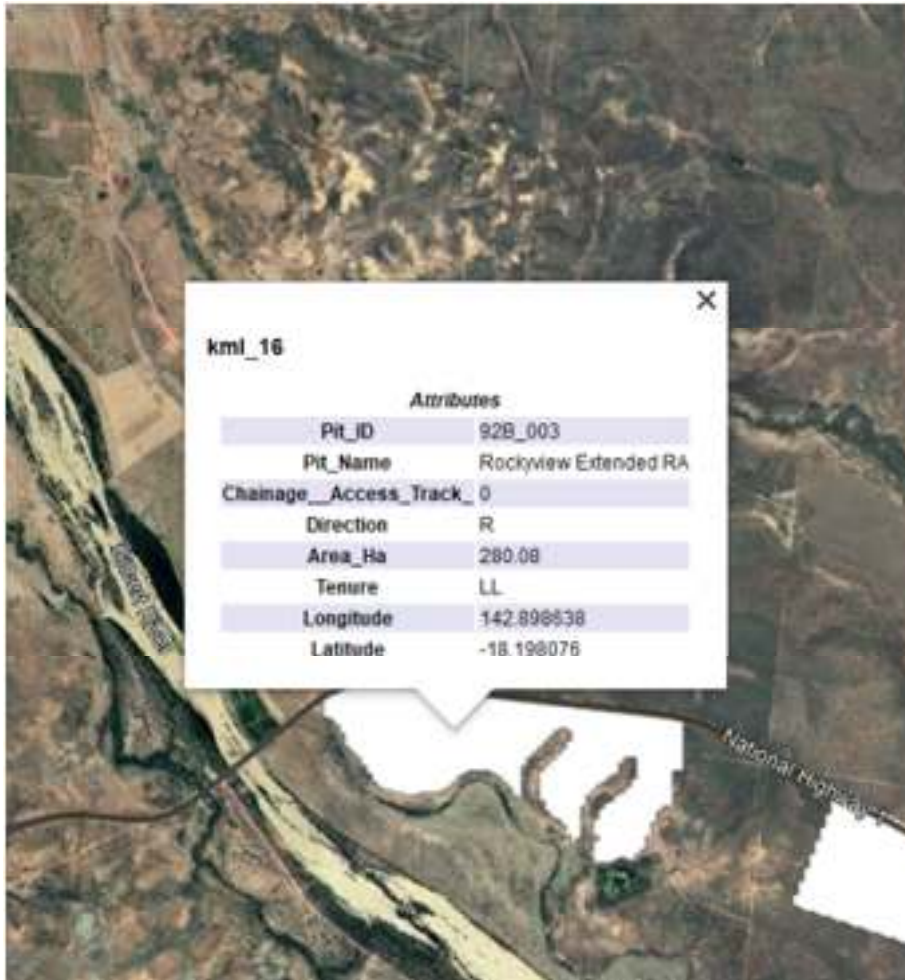 kml_16
Attributes
Pit_ID 92B_003
Pit_Name Rockyview Extended RA
Chainage__Access_Track_ 0
Direction R
Area_Ha 280.08
Tenure LL
Longitude 142.898638
Latitude -18.198076
National Highway